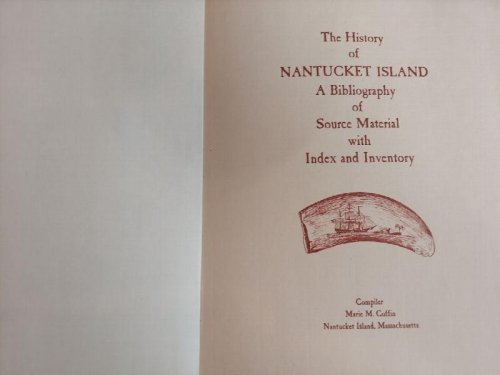 The History
of
NANTUCKET ISLAND
A Bibliography
of
Source Material
with
Index and Inventory
Compiler
Marie M. Coffin
Nantucket Island, Massachusetts